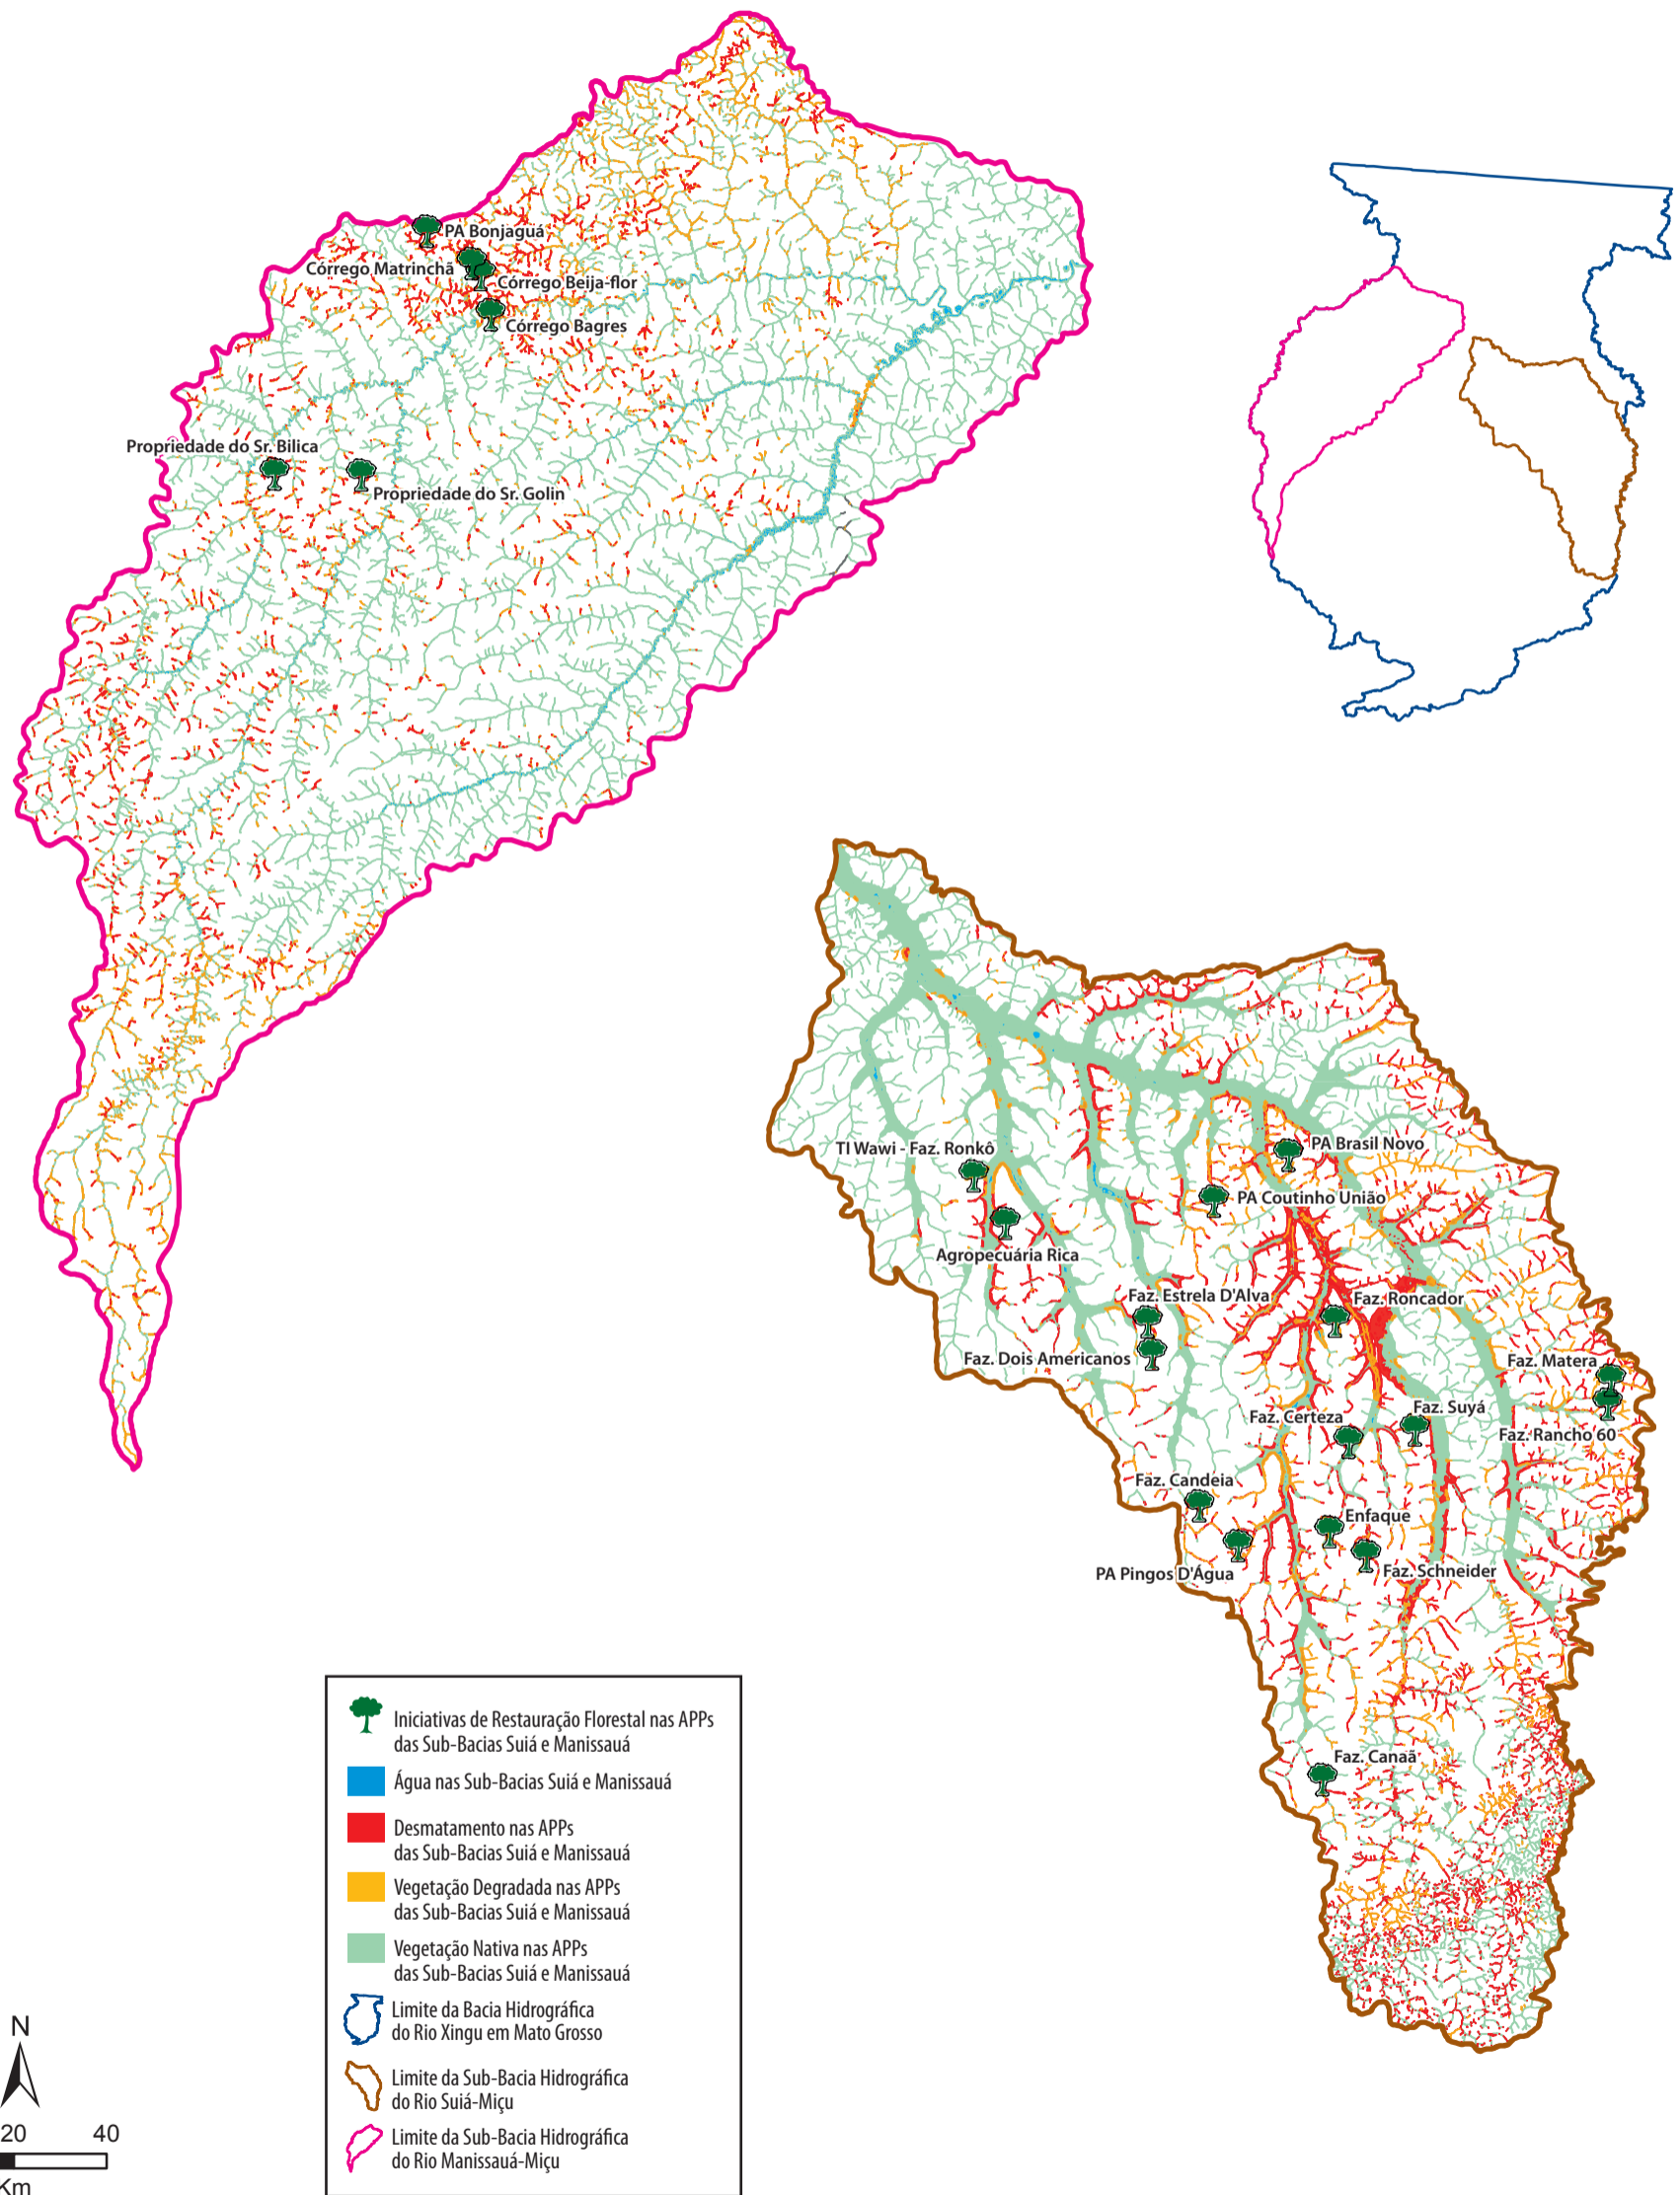 PA Bonjaguá
Córrego Matrinchã
Córrego Beija-flor
Córrego Bagres
Propriedade do Sr. Bilica
Propriedade do Sr. Golin
TI Wawi - Faz. Ronkô
PA Brasil Novo
PA Coutinho União
Agropecuária Rica
Faz. Estrela D'Alva
Faz. Roncador
Faz. Dois Americanos
Faz. Matera
Faz. Suyá
Faz. Certeza
Faz. Rancho 60
Faz. Candeia
Enfaque
PA Pingos D'Água
Faz. Schneider
Faz. Canaã
Iniciativas de Restauração Florestal nas APPs
das Sub-Bacias Suiá e Manissauá
Água nas Sub-Bacias Suiá e Manissauá
Desmatamento nas APPs
das Sub-Bacias Suiá e Manissauá
Vegetação Degradada nas APPs
das Sub-Bacias Suiá e Manissauá
Vegetação Nativa nas APPs
das Sub-Bacias Suiá e Manissauá
Limite da Bacia Hidrográfica
do Rio Xingu em Mato Grosso
Limite da Sub-Bacia Hidrográfica
do Rio Suiá-Miçu
Limite da Sub-Bacia Hidrográfica
do Rio Manissauá-Miçu
N
20 40
Km